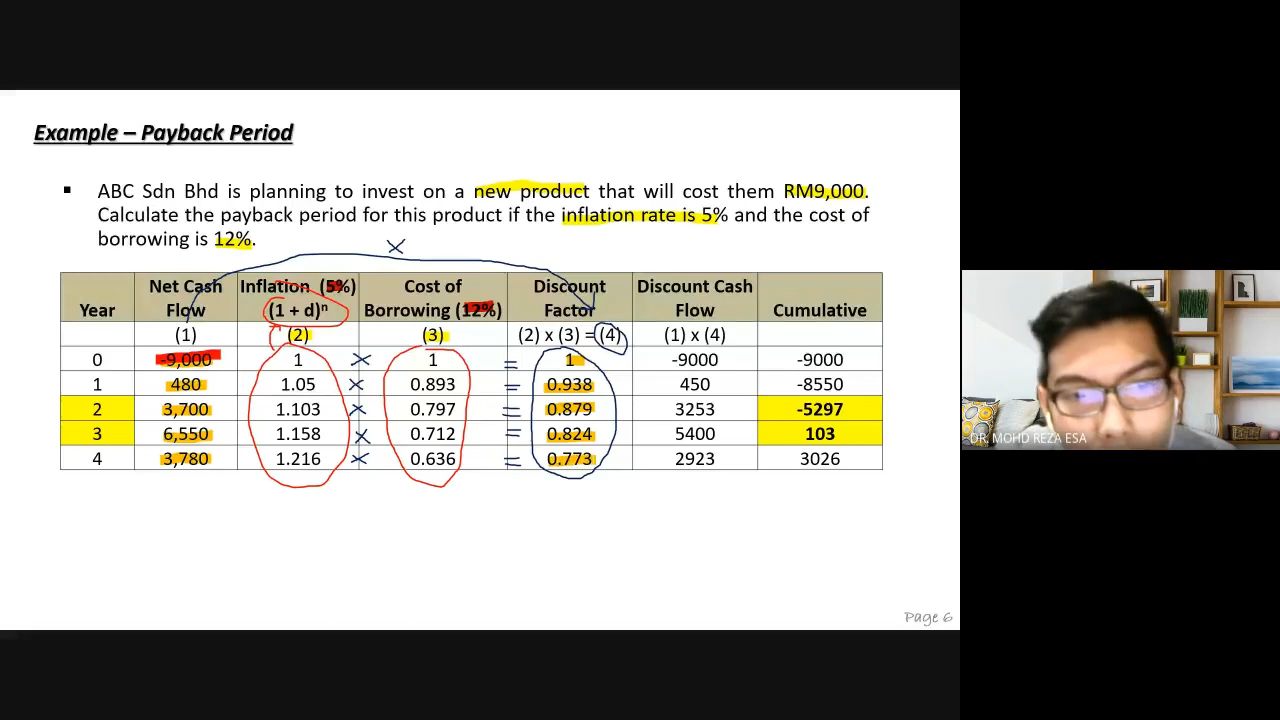 Example – Payback Period
▪ ABC Sdn Bhd is planning to invest on a new product that will cost them RM9,000.
Calculate the payback period for this product if the inflation rate is 5% and the cost of
borrowing is 12%.
×
Year Net Cash Flow Inflation (5%) (1 + d)ⁿ Cost of Borrowing (12%) Discount Factor Discount Cash Flow Cumulative
(1) (2) (3) (2) x (3) = (4) (1) x (4)
0 -9,000 1 × 1 = 1 -9000 -9000
1 480 1.05 × 0.893 = 0.938 450 -8550
2 3,700 1.103 × 0.797 = 0.879 3253 -5297
3 6,550 1.158 × 0.712 = 0.824 5400 103
4 3,780 1.216 × 0.636 = 0.773 2923 3026
DR. MOHD REZA ESA
Page 6